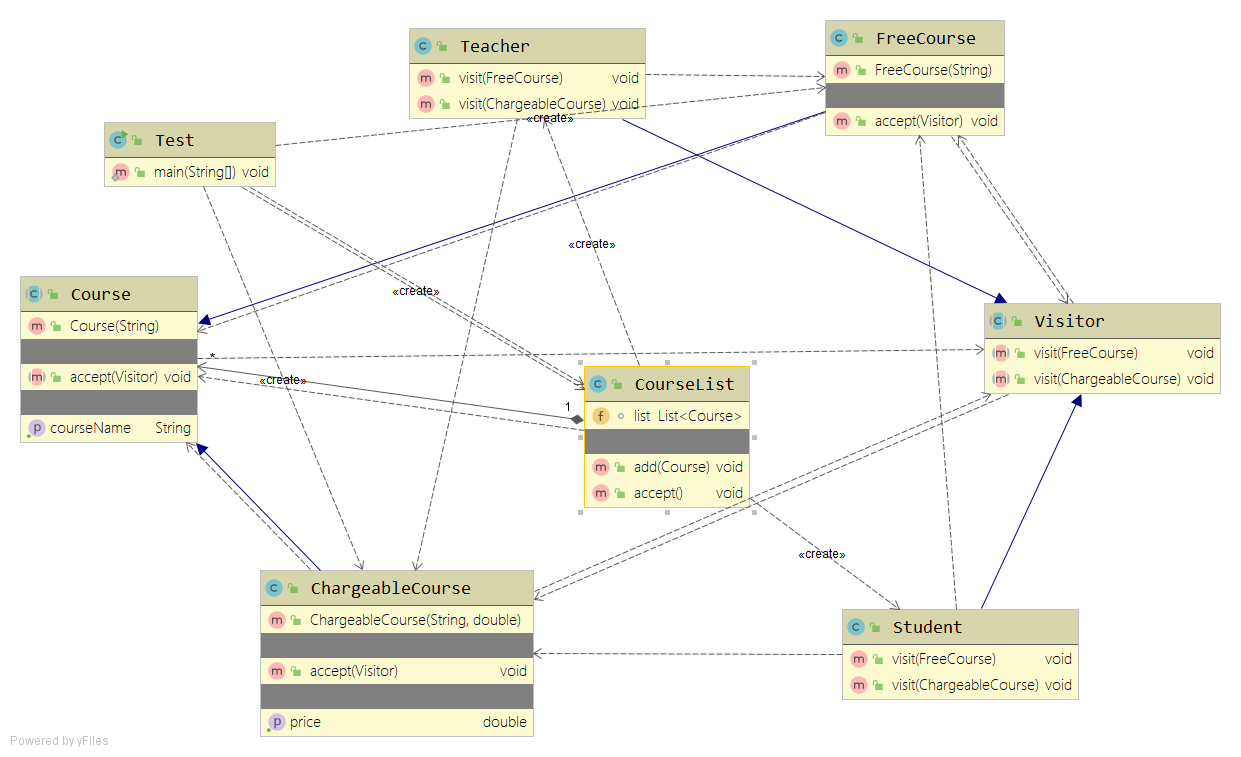 Teacher
visit(FreeCourse) void
visit(ChargeableCourse) void
FreeCourse
FreeCourse(String)
accept(Visitor) void
«create»
Test
main(String[]) void
«create»
«create»
Course
Course(String)
accept(Visitor) void
courseName String
*
«create»
1
CourseList
list List<Course>
add(Course) void
accept() void
Visitor
visit(FreeCourse) void
visit(ChargeableCourse) void
«create»
ChargeableCourse
ChargeableCourse(String, double)
accept(Visitor) void
price double
Student
visit(FreeCourse) void
visit(ChargeableCourse) void
Powered by yFiles